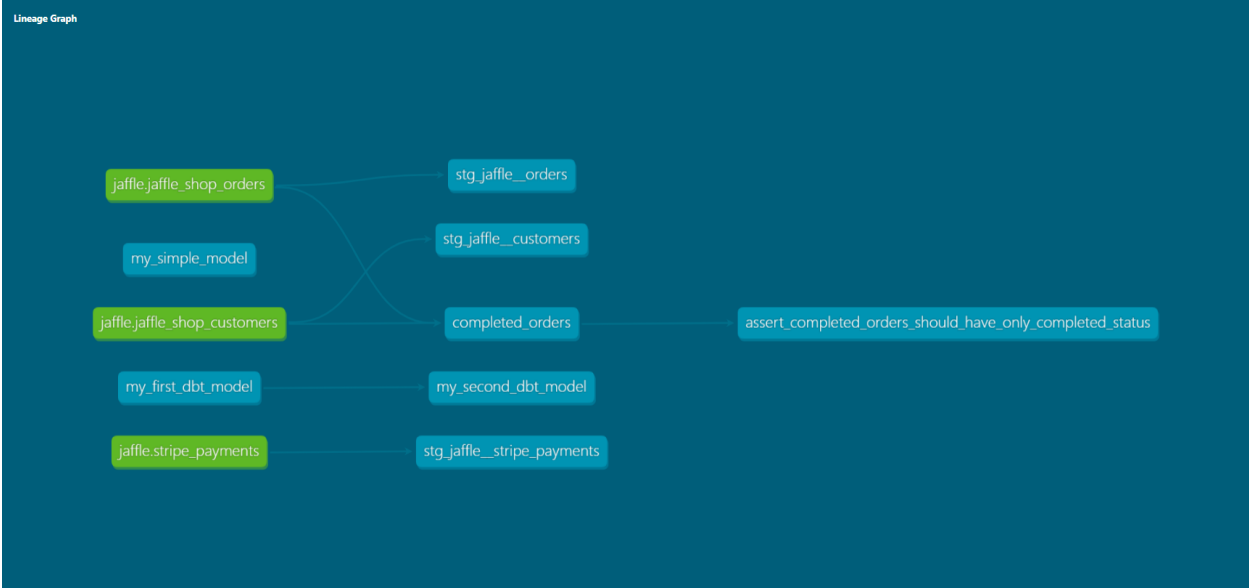 Lineage Graph
jaffle.jaffle_shop_orders
stg_jaffle__orders
my_simple_model
stg_jaffle__customers
jaffle.jaffle_shop_customers
completed_orders
assert_completed_orders_should_have_only_completed_status
my_first_dbt_model
my_second_dbt_model
jaffle.stripe_payments
stg_jaffle__stripe_payments